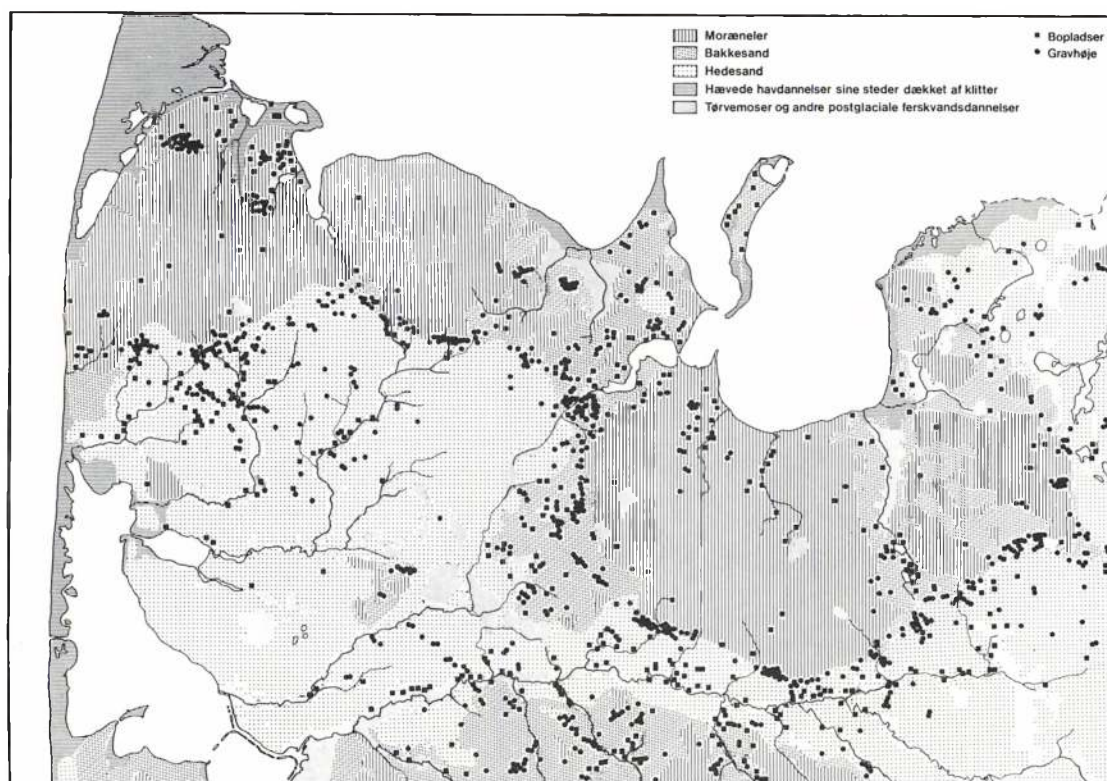 Moræneler
Bakkesand
Hedesand
Hævede havdannelser sine steder dækket af klitter
Tørvemoser og andre postglaciale ferskvandsdannelser
Bopladser
Gravhøje